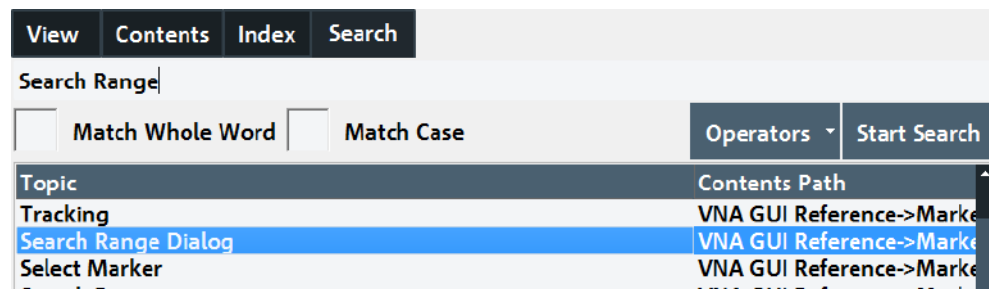 View Contents Index Search
Search Range
Match Whole Word Match Case Operators Start Search
Topic Contents Path
Tracking VNA GUI Reference->Marke
Search Range Dialog VNA GUI Reference->Marke
Select Marker VNA GUI Reference->Marke